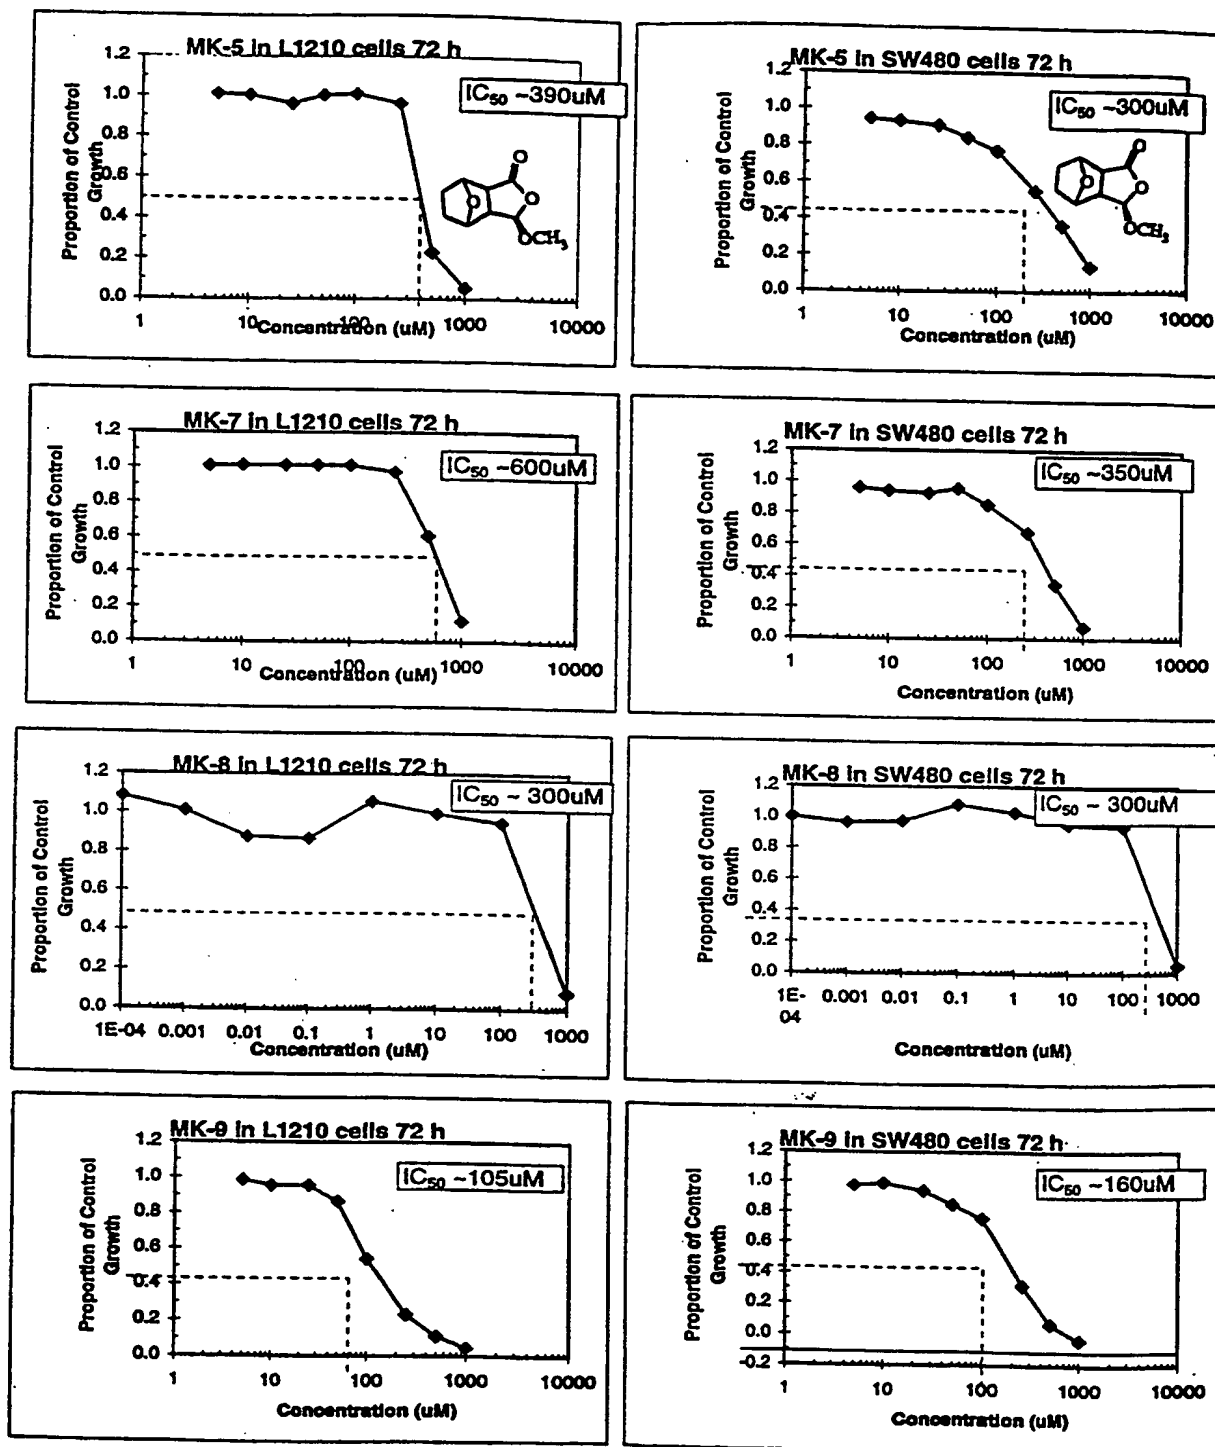 MK-5 in L1210 cells 72 h
IC50 ~390uM
Proportion of Control
Growth
1.2
1.0
0.8
0.6
0.4
0.2
0.0
O
O
O
OCH3
1 10 100 1000 10000
Concentration (uM)
MK-5 in SW480 cells 72 h
IC50 ~300uM
Proportion of Control
Growth
1.2
1.0
0.8
0.6
0.4
0.2
0.0
O
O
O
OCH3
1 10 100 1000 10000
Concentration (uM)
MK-7 in L1210 cells 72 h
IC50 ~600uM
Proportion of Control
Growth
1.2
1.0
0.8
0.6
0.4
0.2
0.0
1 10 100 1000 10000
Concentration (uM)
MK-7 in SW480 cells 72 h
IC50 ~350uM
Proportion of Control
Growth
1.2
1.0
0.8
0.6
0.4
0.2
0.0
1 10 100 1000 10000
Concentration (uM)
MK-8 in L1210 cells 72 h
IC50 ~ 300uM
Proportion of Control
Growth
1.2
1.0
0.8
0.6
0.4
0.2
0.0
1E-04 0.001 0.01 0.1 1 10 100 1000
Concentration (uM)
MK-8 in SW480 cells 72 h
IC50 ~ 300uM
Proportion of Control
Growth
1.2
1.0
0.8
0.6
0.4
0.2
0.0
1E- 0.001 0.01 0.1 1 10 100 1000
04
Concentration (uM)
MK-9 in L1210 cells 72 h
IC50 ~105uM
Proportion of Control
Growth
1.2
1.0
0.8
0.6
0.4
0.2
0.0
1 10 100 1000 10000
Concentration (uM)
MK-9 in SW480 cells 72 h
IC50 ~160uM
Proportion of Control
Growth
1.2
1.0
0.8
0.6
0.4
0.2
0.0
-0.2
1 10 100 1000 10000
Concentration (uM)